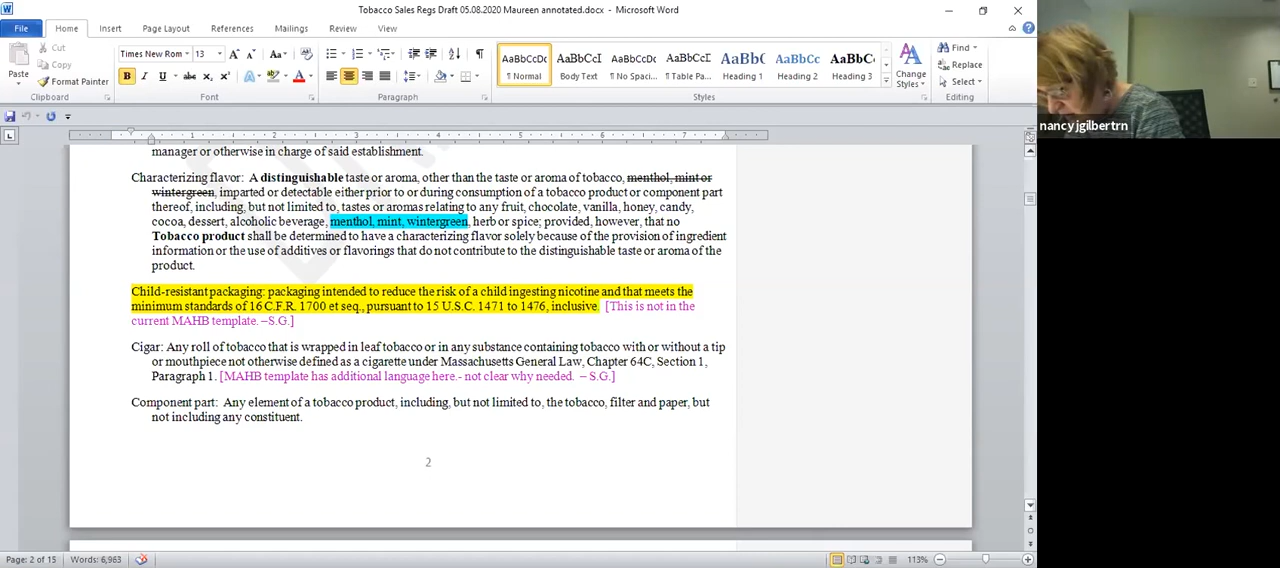 Tobacco Sales Regs Draft 05.08.2020 Maureen annotated.docx - Microsoft Word
File Home Insert Page Layout References Mailings Review View
Cut
Copy
Format Painter
Paste
Clipboard
Times New Rom 13
Font
Paragraph
AaBbCcDc AaBbCcI AaBbCcDc AaBbCcD AaBbC AaBbCc AaBbC
¶ Normal Body Text ¶ No Spaci... ¶ Table Pa... Heading 1 Heading 2 Heading 3
Change Styles
Styles
Find
Replace
Select
Editing
nancy jgilbertrn
manager or otherwise in charge of said establishment.
Characterizing flavor: A distinguishable taste or aroma, other than the taste or aroma of tobacco, menthol, mint or
wintergreen, imparted or detectable either prior to or during consumption of a tobacco product or component part
thereof, including, but not limited to, tastes or aromas relating to any fruit, chocolate, vanilla, honey, candy,
cocoa, dessert, alcoholic beverage, menthol, mint, wintergreen, herb or spice; provided, however, that no
Tobacco product shall be determined to have a characterizing flavor solely because of the provision of ingredient
information or the use of additives or flavorings that do not contribute to the distinguishable taste or aroma of the
product.
Child-resistant packaging: packaging intended to reduce the risk of a child ingesting nicotine and that meets the
minimum standards of 16 C.F.R. 1700 et seq., pursuant to 15 U.S.C. 1471 to 1476, inclusive. [This is not in the
current MAHB template. –S.G.]
Cigar: Any roll of tobacco that is wrapped in leaf tobacco or in any substance containing tobacco with or without a tip
or mouthpiece not otherwise defined as a cigarette under Massachusetts General Law, Chapter 64C, Section 1,
Paragraph 1. [MAHB template has additional language here.- not clear why needed. – S.G.]
Component part: Any element of a tobacco product, including, but not limited to, the tobacco, filter and paper, but
not including any constituent.
2
Page: 2 of 15 Words: 6,963 113%